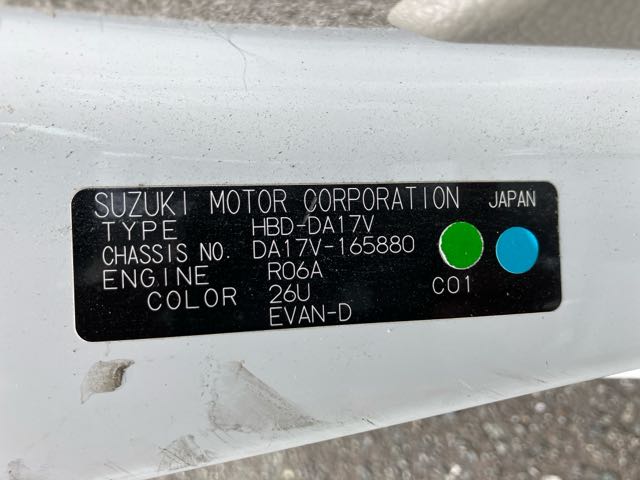 SUZUKI MOTOR CORPORATION JAPAN
TYPE HBD-DA17V
CHASSIS NO. DA17V-165880
ENGINE R06A
COLOR 26U C01
EVAN-D